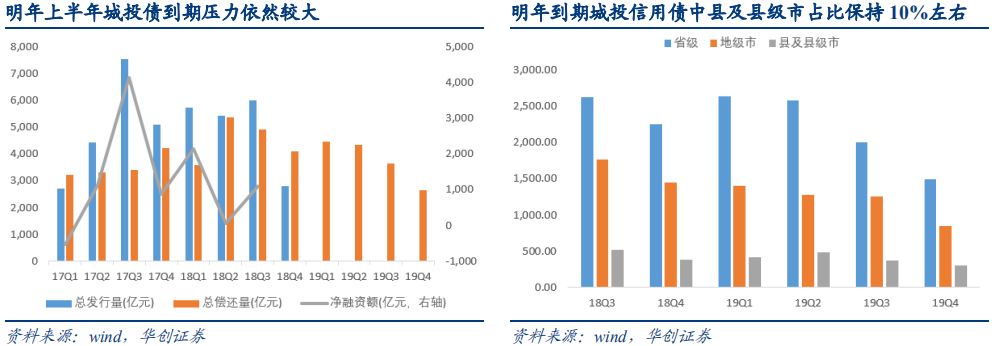 明年上半年城投债到期压力依然较大
8,000
7,000
6,000
5,000
4,000
3,000
2,000
1,000
0
5,000
4,000
3,000
2,000
1,000
0
-1,000
17Q1 17Q2 17Q3 17Q4 18Q1 18Q2 18Q3 18Q4 19Q1 19Q2 19Q3 19Q4
总发行量(亿元) 总偿还量(亿元) 净融资额(亿元，右轴)
资料来源：wind，华创证券
明年到期城投信用债中县及县级市占比保持 10%左右
省级 地级市 县及县级市
3,000.00
2,500.00
2,000.00
1,500.00
1,000.00
500.00
0.00
18Q3 18Q4 19Q1 19Q2 19Q3 19Q4
资料来源：wind，华创证券